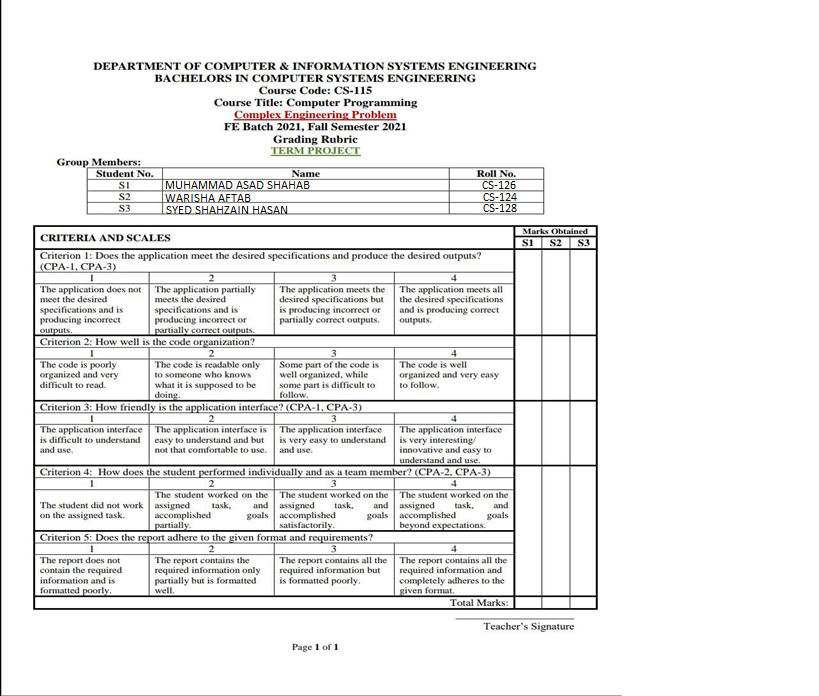 DEPARTMENT OF COMPUTER & INFORMATION SYSTEMS ENGINEERING
BACHELORS IN COMPUTER SYSTEMS ENGINEERING
Course Code: CS-115
Course Title: Computer Programming
Complex Engineering Problem
FE Batch 2021, Fall Semester 2021
Grading Rubric
TERM PROJECT
Group Members:
Student No. Name Roll No.
S1 MUHAMMAD ASAD SHAHAB CS-126
S2 WARISHA AFTAB CS-124
S3 SYED SHAHZAIN HASAN CS-128
CRITERIA AND SCALES
Marks Obtained
S1 S2 S3
Criterion 1: Does the application meet the desired specifications and produce the desired outputs?
(CPA-1, CPA-3)
1 2 3 4
The application does not
meet the desired
specifications and is
producing incorrect
outputs.
The application partially
meets the desired
specifications and is
producing incorrect or
partially correct outputs.
The application meets the
desired specifications but
is producing incorrect or
partially correct outputs.
The application meets all
the desired specifications
and is producing correct
outputs.
Criterion 2: How well is the code organization?
1 2 3 4
The code is poorly
organized and very
difficult to read.
The code is readable only
to someone who knows
what it is supposed to be
doing.
Some part of the code is
well organized, while
some part is difficult to
follow.
The code is well
organized and very easy
to follow.
Criterion 3: How friendly is the application interface? (CPA-1, CPA-3)
1 2 3 4
The application interface
is difficult to understand
and use.
The application interface is
easy to understand and but
not that comfortable to use.
The application interface
is very easy to understand
and use.
The application interface
is very interesting/
innovative and easy to
understand and use.
Criterion 4: How does the student performed individually and as a team member? (CPA-2, CPA-3)
1 2 3 4
The student did not work
on the assigned task.
The student worked on the
assigned task, and
accomplished goals
partially.
The student worked on the
assigned task, and
accomplished goals
satisfactorily.
The student worked on the
assigned task, and
accomplished goals
beyond expectations.
Criterion 5: Does the report adhere to the given format and requirements?
1 2 3 4
The report does not
contain the required
information and is
formatted poorly.
The report contains the
required information only
partially but is formatted
well.
The report contains all the
required information but
is formatted poorly.
The report contains all the
required information and
completely adheres to the
given format.
Total Marks:
Teacher's Signature
Page 1 of 1